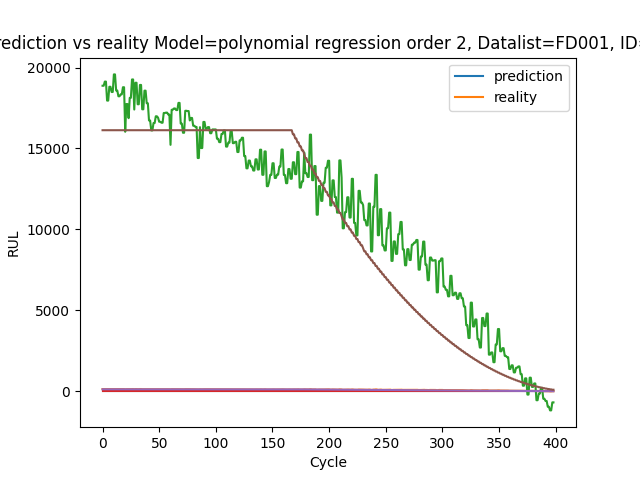 rediction vs reality Model=polynomial regression order 2, Datalist=FD001, ID=
prediction
reality
20000
15000
10000
5000
0
RUL
0 50 100 150 200 250 300 350 400
Cycle